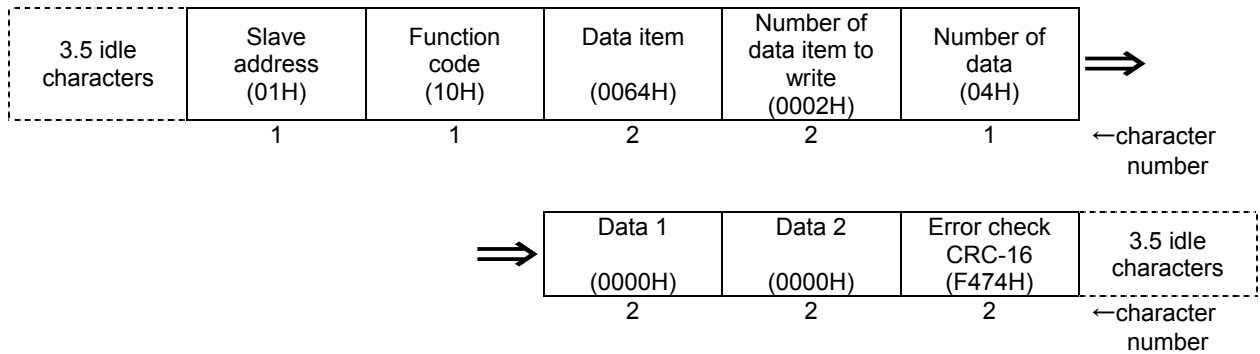 3.5 idle
characters
Slave
address
(01H)
Function
code
(10H)
Data item
(0064H)
Number of
data item to
write
(0002H)
Number of
data
(04H)
⇒
1
1
2
2
1
←character
number
⇒
Data 1
(0000H)
Data 2
(0000H)
Error check
CRC-16
(F474H)
3.5 idle
characters
2
2
2
←character
number